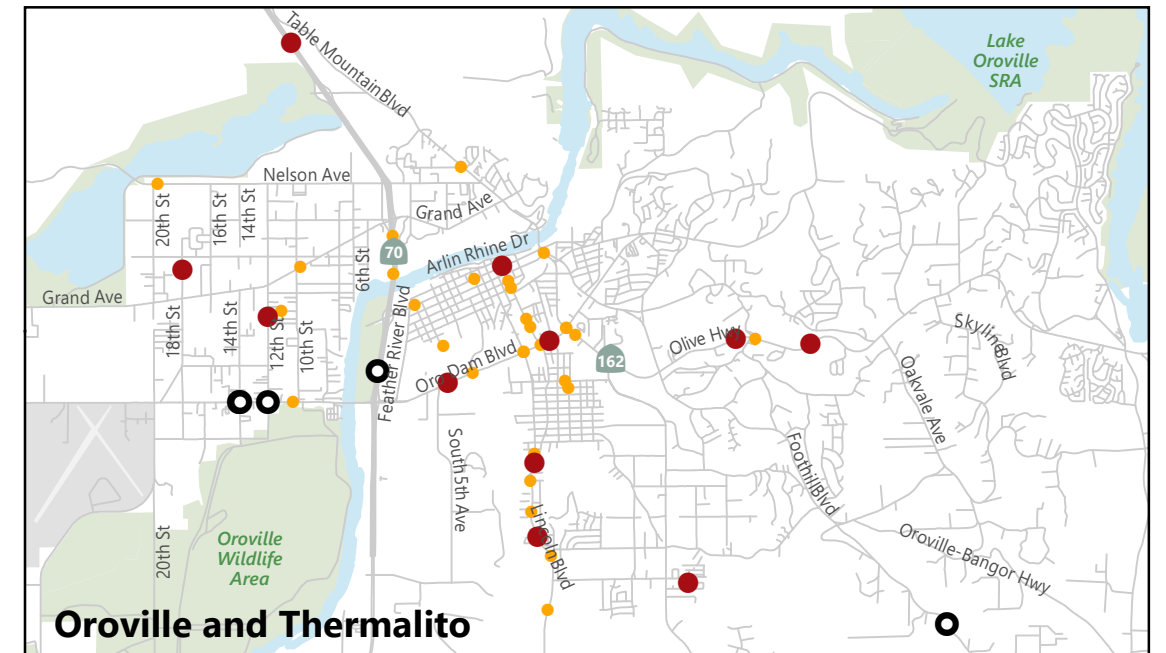 Table Mountain Blvd
Lake
Oroville
SRA
Nelson Ave
20th St
16th St
14th St
Grand Ave
6th St
70
Arlin Rhine Dr
Grand Ave
18th St
14th St
12th St
10th St
Feather River Blvd
Oro Dam Blvd
162
Olive Hwy
Skyline Blvd
Oakvale Ave
South 5th Ave
Foothill Blvd
20th St
Oroville
Wildlife
Area
Lincoln Blvd
Oroville-Bangor Hwy
Oroville and Thermalito